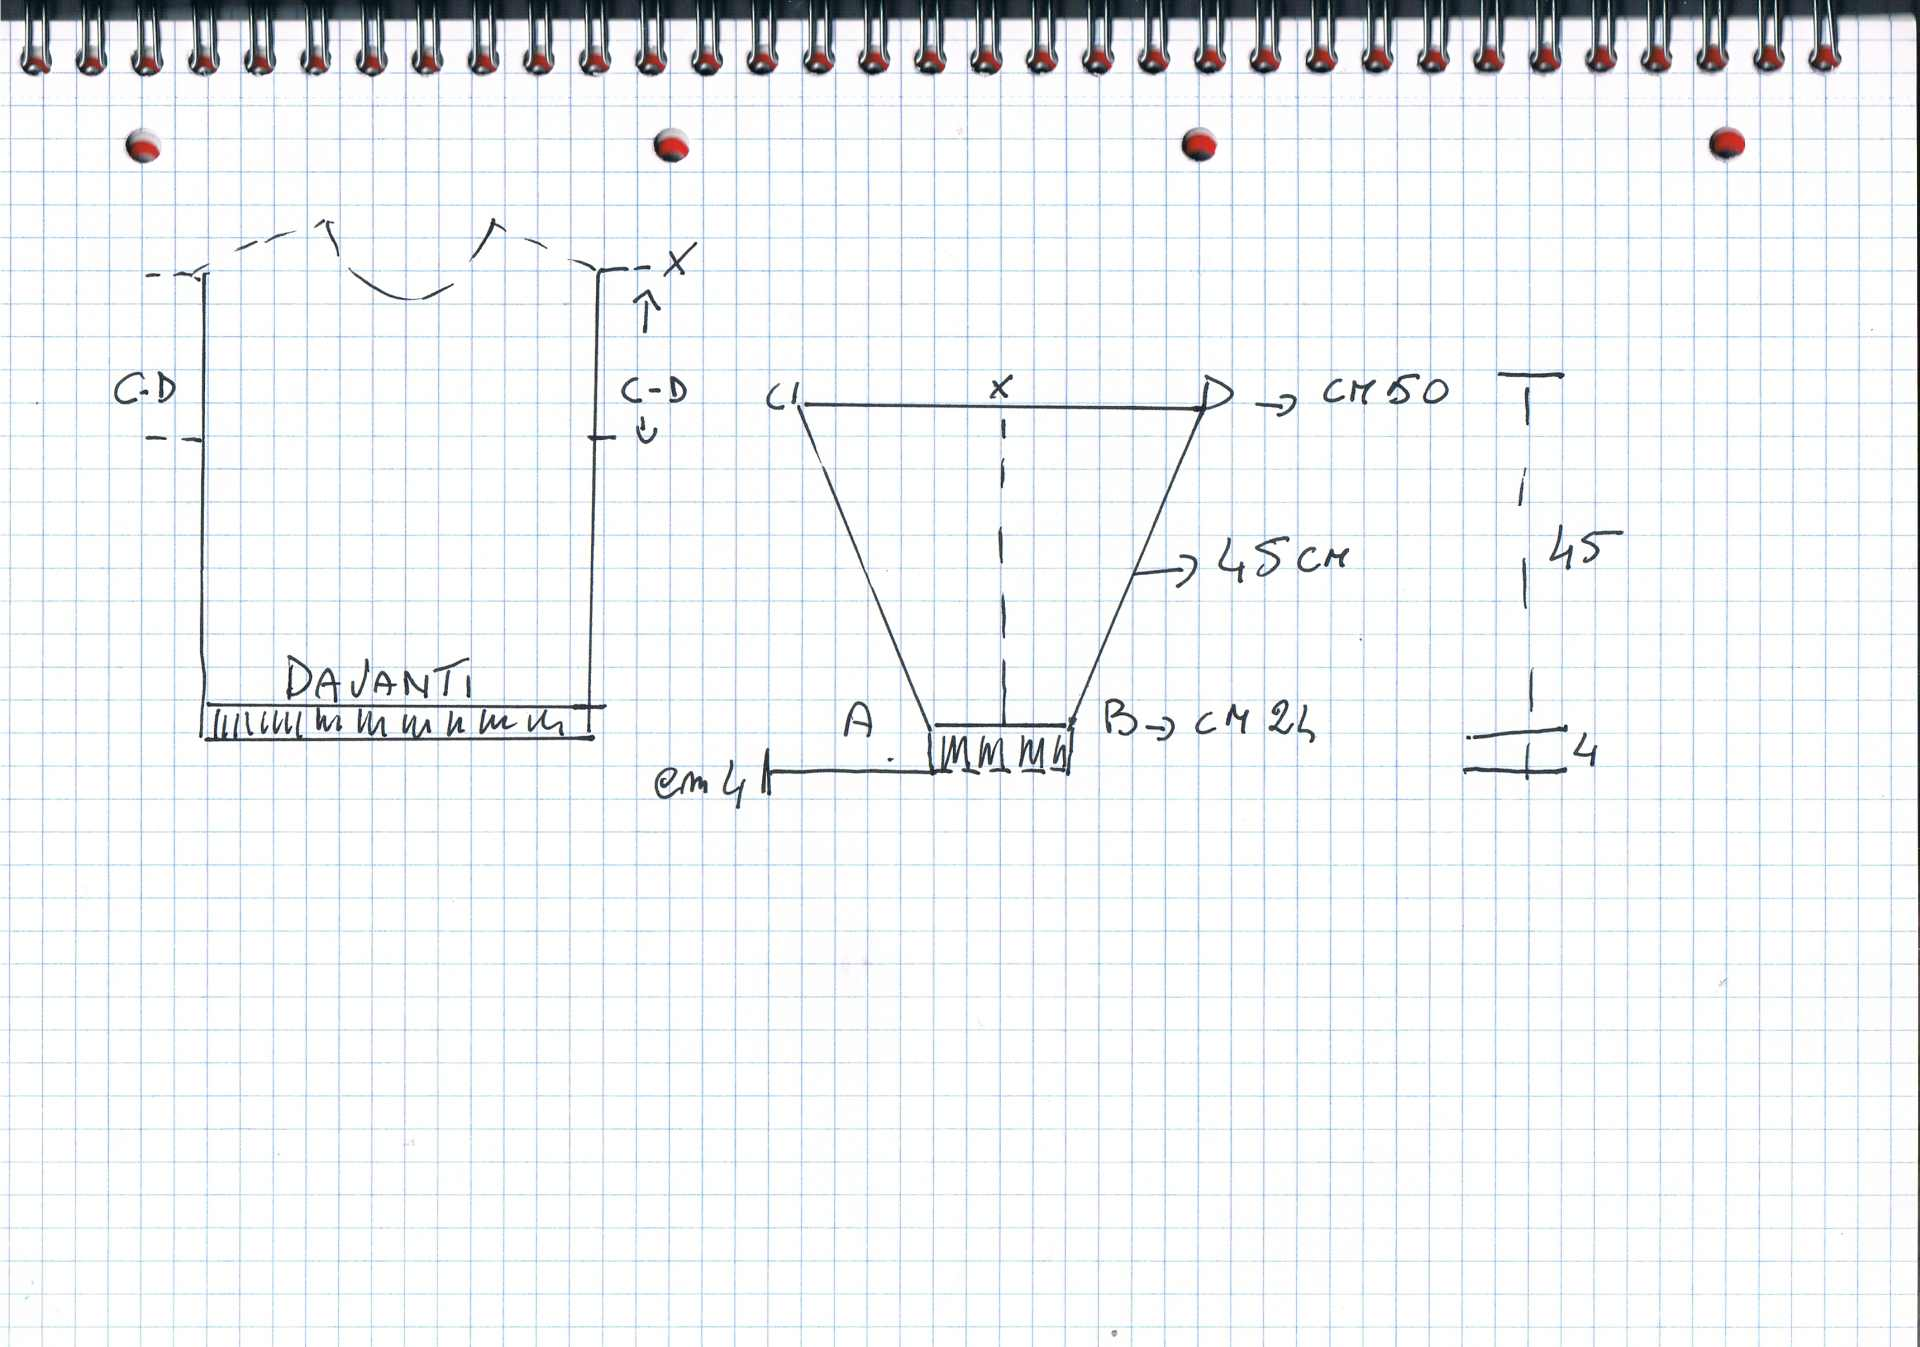 X
C-D
C-D
C X D → CM 50
45 CM
45
DAVANTI
A B → CM 24
4
cm 4